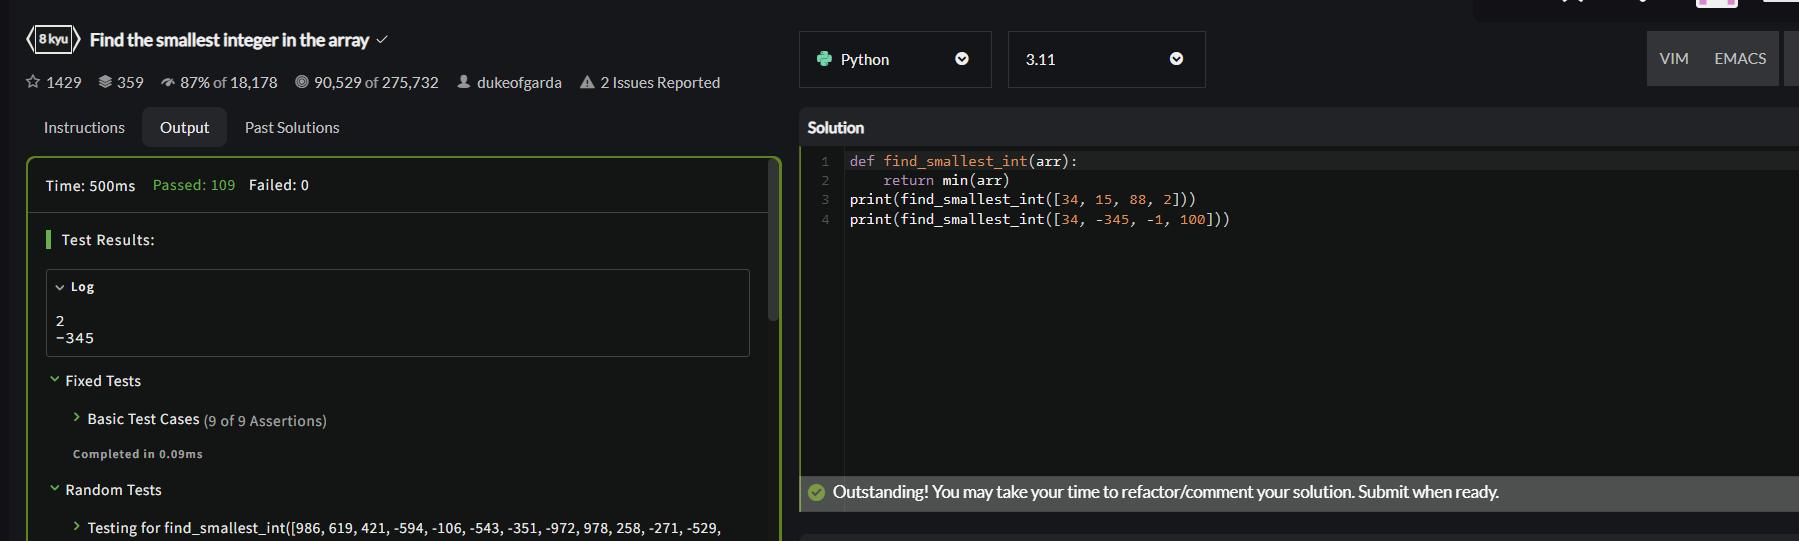 8 kyu Find the smallest integer in the array
1429 359 87% of 18,178 90,529 of 275,732 dukeofgarda 2 Issues Reported
Instructions Output Past Solutions
Time: 500ms Passed: 109 Failed: 0
Test Results:
Log
2
-345
Fixed Tests
Basic Test Cases (9 of 9 Assertions)
Completed in 0.09ms
Random Tests
Testing for find_smallest_int([986, 619, 421, -594, -106, -543, -351, -972, 978, 258, -271, -529,
Python 3.11 VIM EMACS
Solution
1 def find_smallest_int(arr):
2     return min(arr)
3 print(find_smallest_int([34, 15, 88, 2]))
4 print(find_smallest_int([34, -345, -1, 100]))
Outstanding! You may take your time to refactor/comment your solution. Submit when ready.